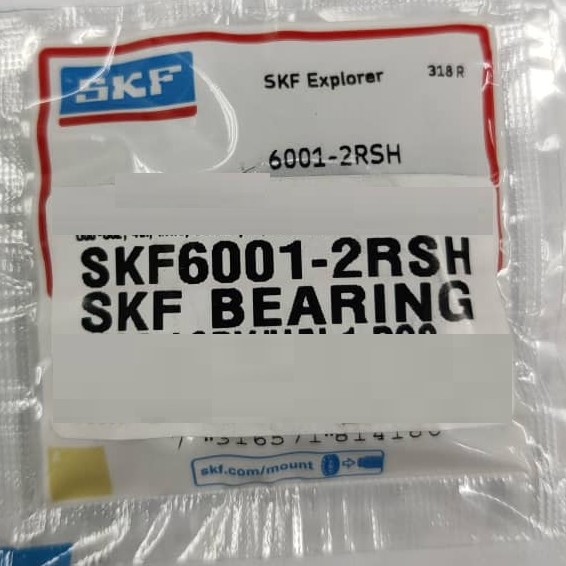 SKF
SKF Explorer
318 R
6001-2RSH
SKF6001-2RSH
SKF BEARING
skf.com/mount